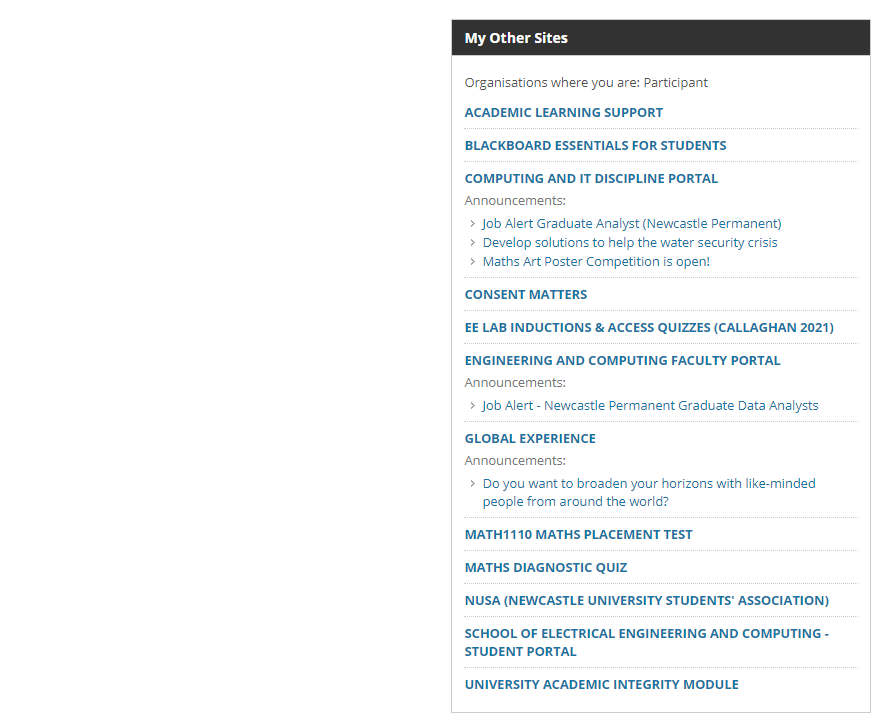 My Other Sites
Organisations where you are: Participant
ACADEMIC LEARNING SUPPORT
BLACKBOARD ESSENTIALS FOR STUDENTS
COMPUTING AND IT DISCIPLINE PORTAL
Announcements:
Job Alert Graduate Analyst (Newcastle Permanent)
Develop solutions to help the water security crisis
Maths Art Poster Competition is open!
CONSENT MATTERS
EE LAB INDUCTIONS & ACCESS QUIZZES (CALLAGHAN 2021)
ENGINEERING AND COMPUTING FACULTY PORTAL
Announcements:
Job Alert - Newcastle Permanent Graduate Data Analysts
GLOBAL EXPERIENCE
Announcements:
Do you want to broaden your horizons with like-minded
people from around the world?
MATH1110 MATHS PLACEMENT TEST
MATHS DIAGNOSTIC QUIZ
NUSA (NEWCASTLE UNIVERSITY STUDENTS' ASSOCIATION)
SCHOOL OF ELECTRICAL ENGINEERING AND COMPUTING -
STUDENT PORTAL
UNIVERSITY ACADEMIC INTEGRITY MODULE